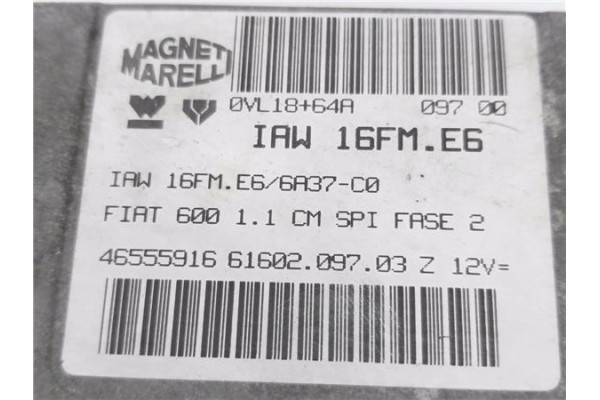 MAGNETI
MARELLI
0VL18+64A 097 00
IAW 16FM.E6
IAW 16FM.E6/6A37-C0
FIAT 600 1.1 CM SPI FASE 2
46555916 61602.097.03 Z 12V=